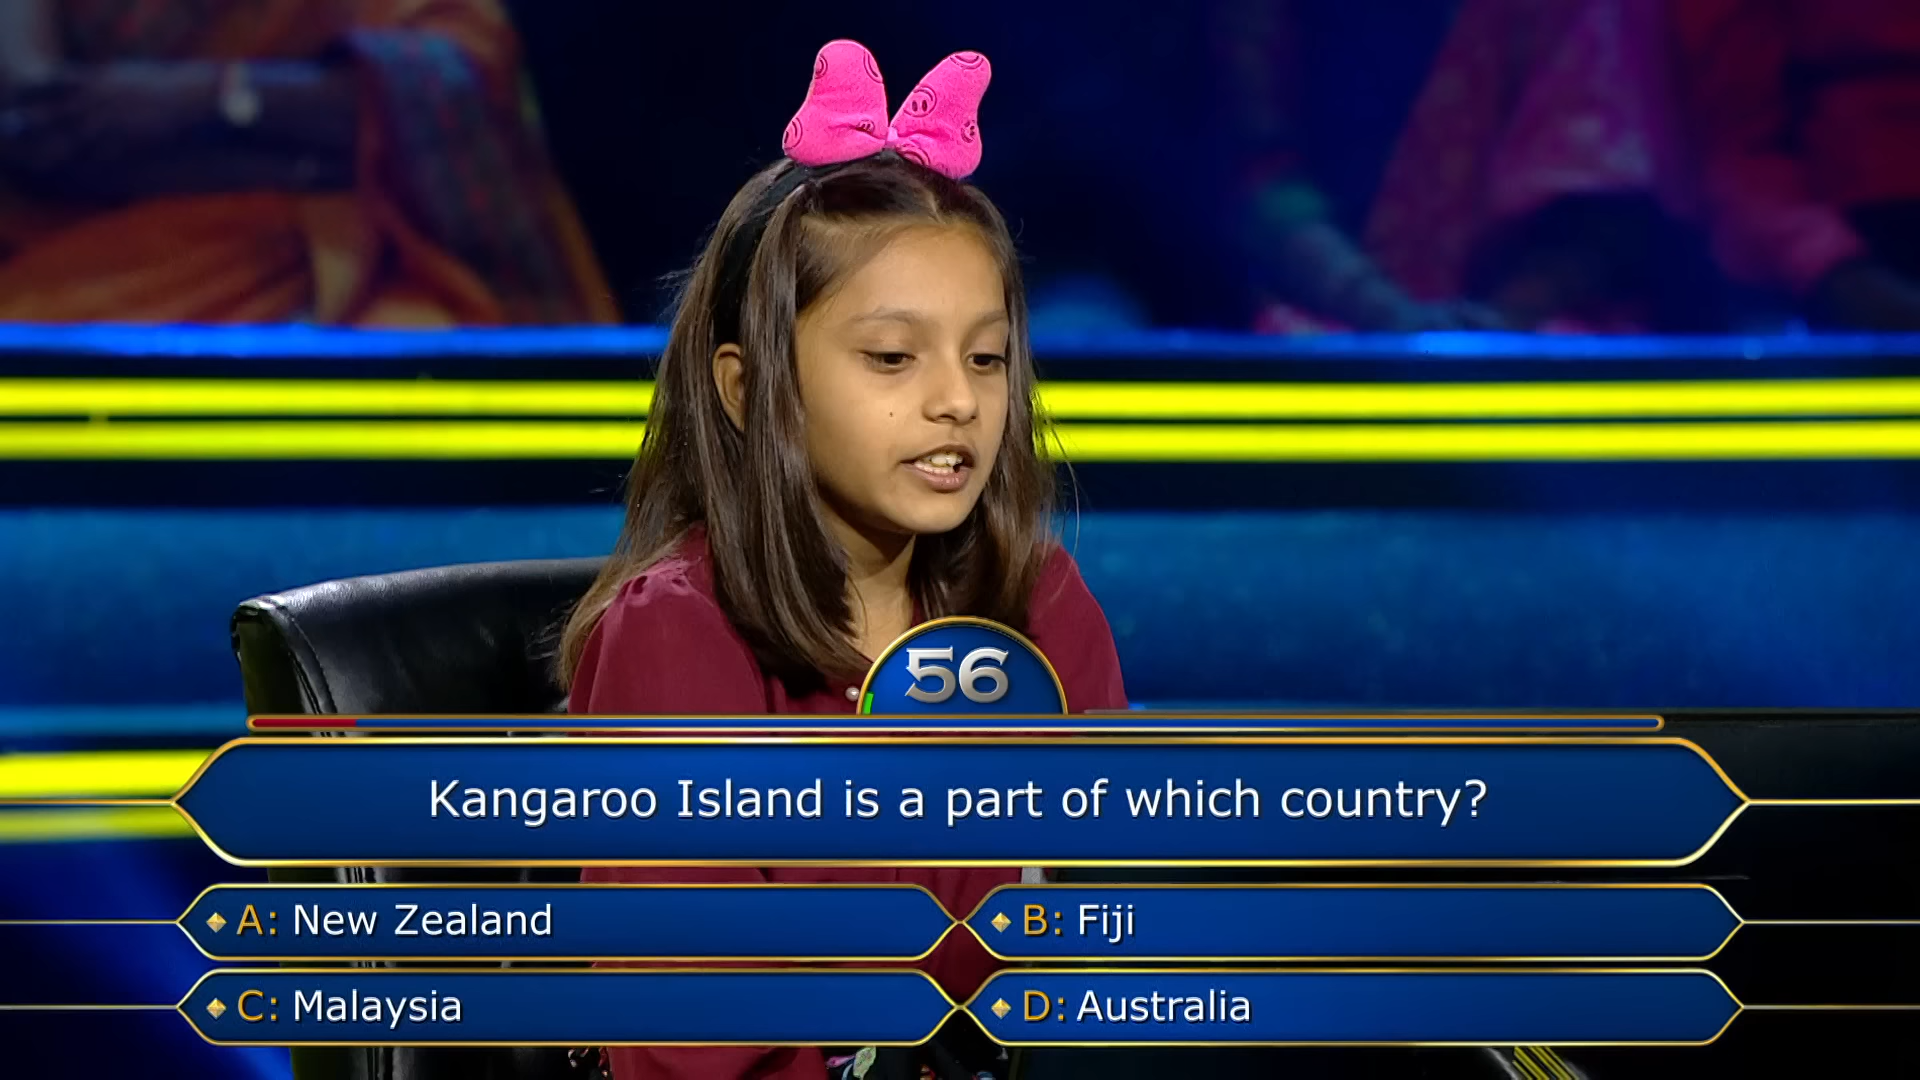 56
Kangaroo Island is a part of which country?
A: New Zealand
B: Fiji
C: Malaysia
D: Australia